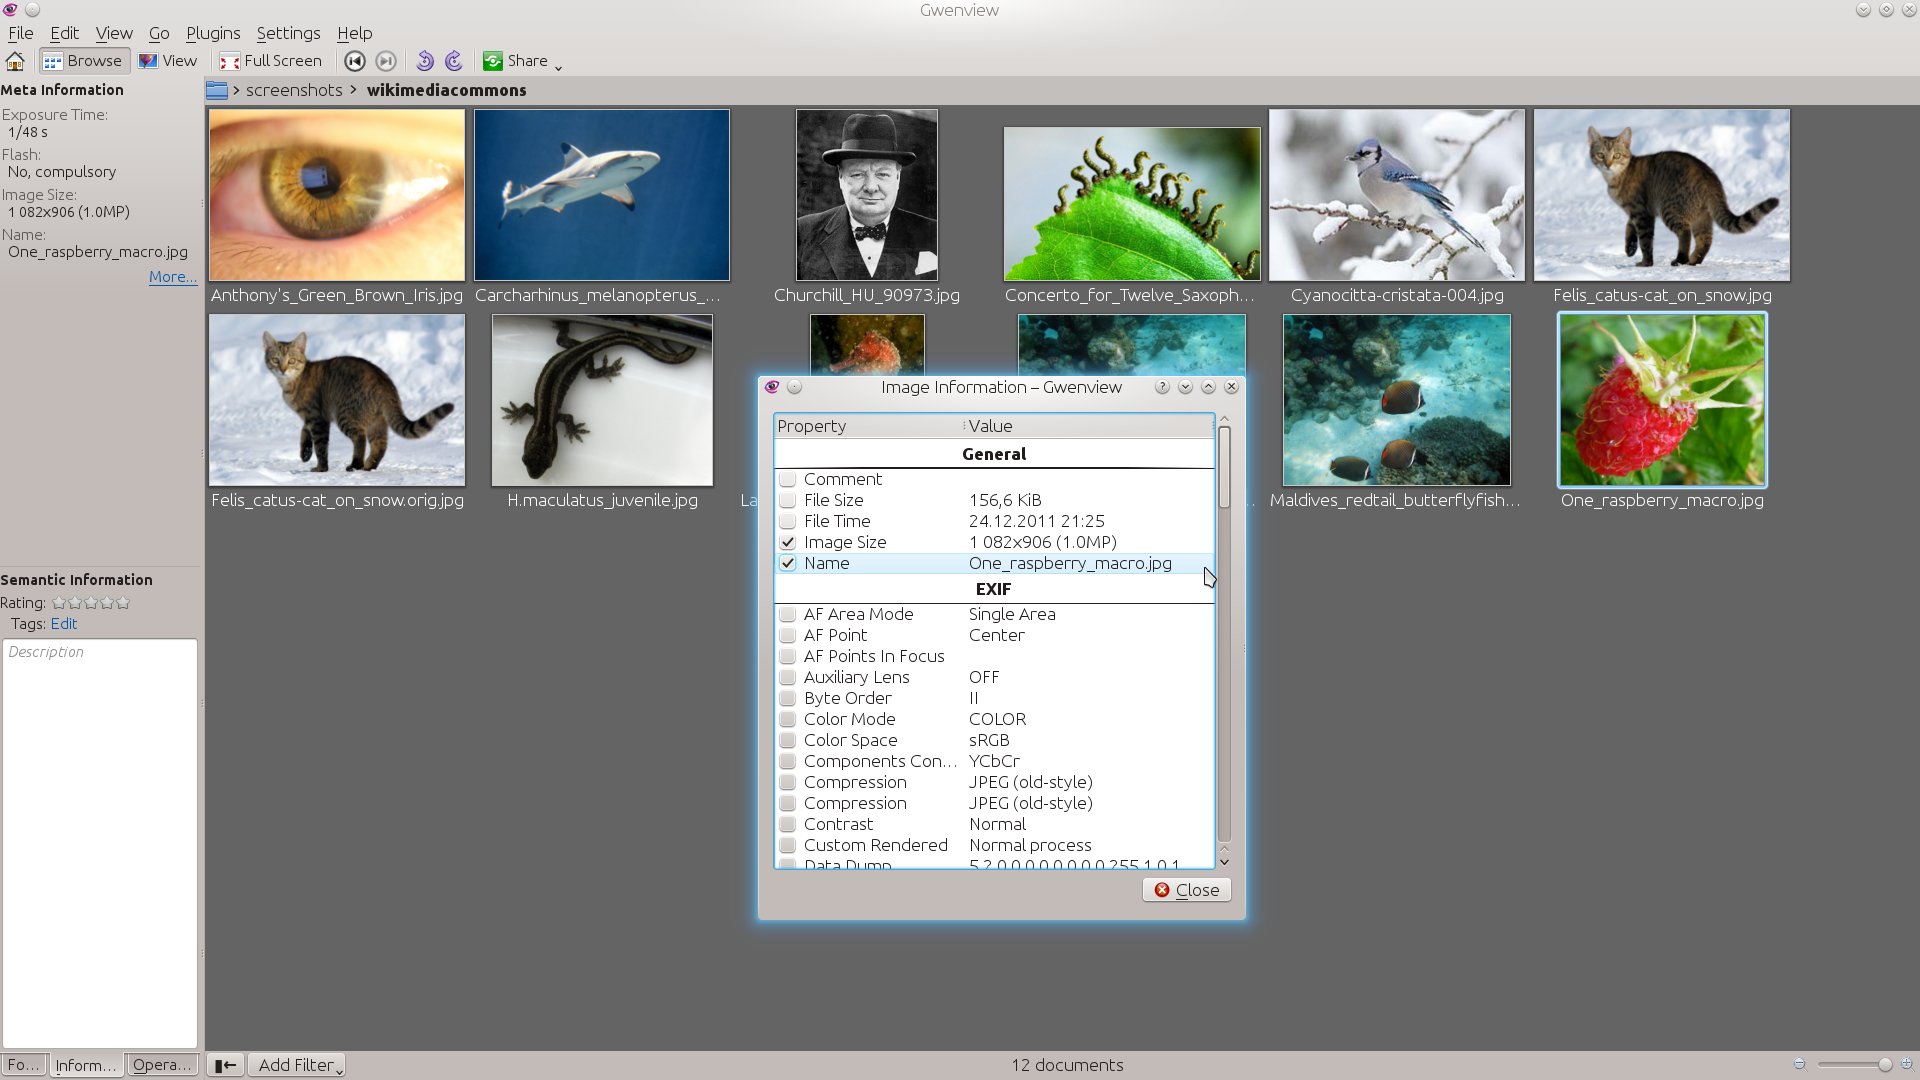 Gwenview
File Edit View Go Plugins Settings Help
Browse View Full Screen Share
Meta Information
Exposure Time:
1/48 s
Flash:
No, compulsory
Image Size:
1 082x906 (1.0MP)
Name:
One_raspberry_macro.jpg
More...
screenshots > wikimediacommons
Anthony's_Green_Brown_Iris.jpg Carcharhinus_melanopterus_... Churchill_HU_90973.jpg Concerto_for_Twelve_Saxoph... Cyanocitta-cristata-004.jpg Felis_catus-cat_on_snow.jpg
Felis_catus-cat_on_snow.orig.jpg H.maculatus_juvenile.jpg La Maldives_redtail_butterflyfish... One_raspberry_macro.jpg
Image Information – Gwenview
Property Value
General
Comment
File Size 156,6 KiB
File Time 24.12.2011 21:25
Image Size 1 082x906 (1.0MP)
Name One_raspberry_macro.jpg
EXIF
AF Area Mode Single Area
AF Point Center
AF Points In Focus
Auxiliary Lens OFF
Byte Order II
Color Mode COLOR
Color Space sRGB
Components Con... YCbCr
Compression JPEG (old-style)
Compression JPEG (old-style)
Contrast Normal
Custom Rendered Normal process
Data Dump
Close
Semantic Information
Rating:
Tags: Edit
Description
Fo... Inform... Opera... Add Filter 12 documents